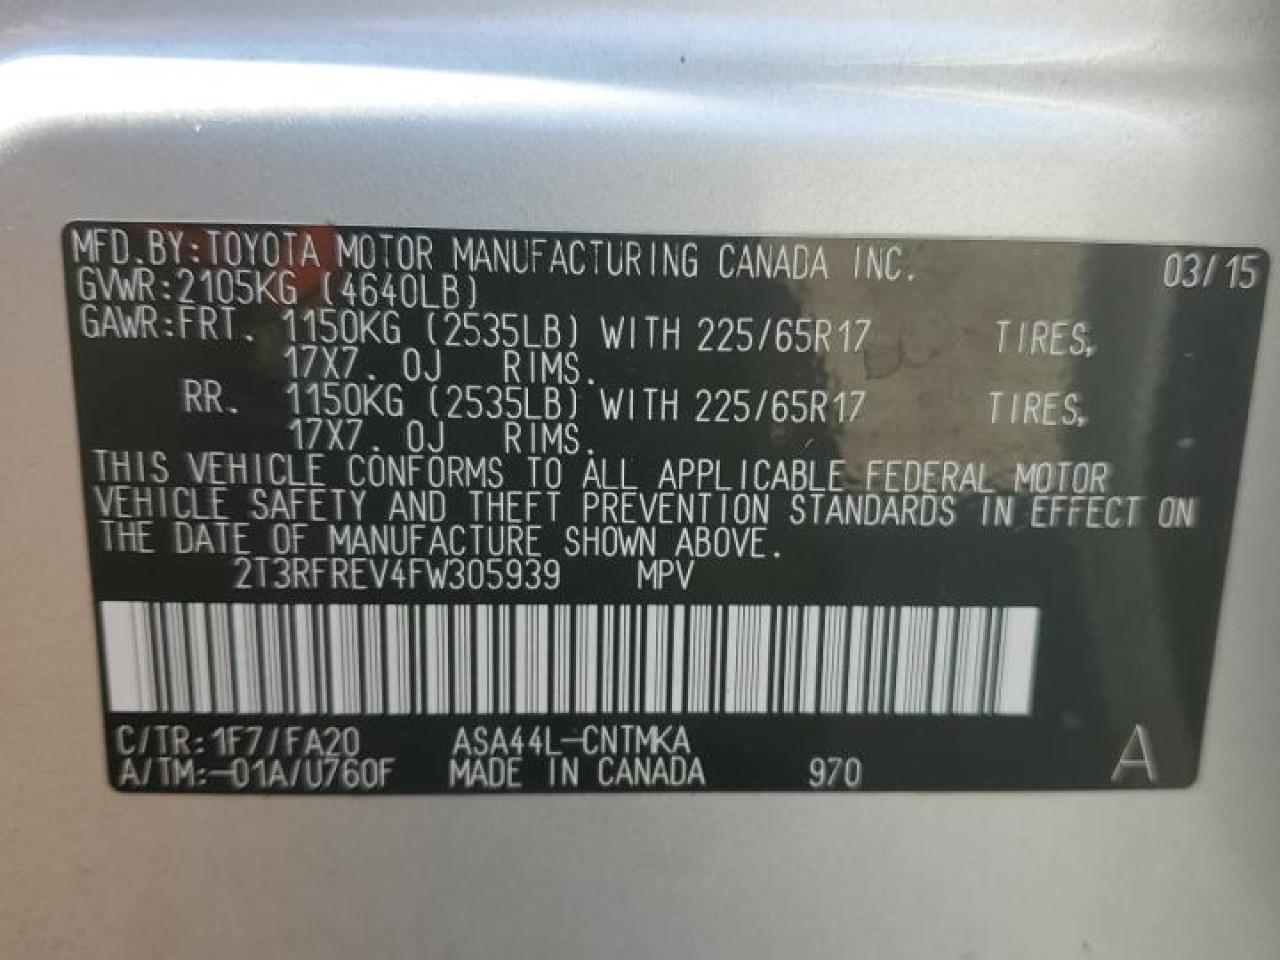 MFD.BY:TOYOTA MOTOR MANUFACTURING CANADA INC. 03/15
GVWR:2105KG (4640LB)
GAWR:FRT. 1150KG (2535LB) WITH 225/65R17 TIRES,
17X7. 0J RIMS.
RR. 1150KG (2535LB) WITH 225/65R17 TIRES,
17X7. 0J RIMS.
THIS VEHICLE CONFORMS TO ALL APPLICABLE FEDERAL MOTOR
VEHICLE SAFETY AND THEFT PREVENTION STANDARDS IN EFFECT ON
THE DATE OF MANUFACTURE SHOWN ABOVE.
2T3RFREV4FW305939 MPV
C/TR:1F7/FA20 ASA44L-CNTMKA
A/TM:-01A/U760F MADE IN CANADA 970 A